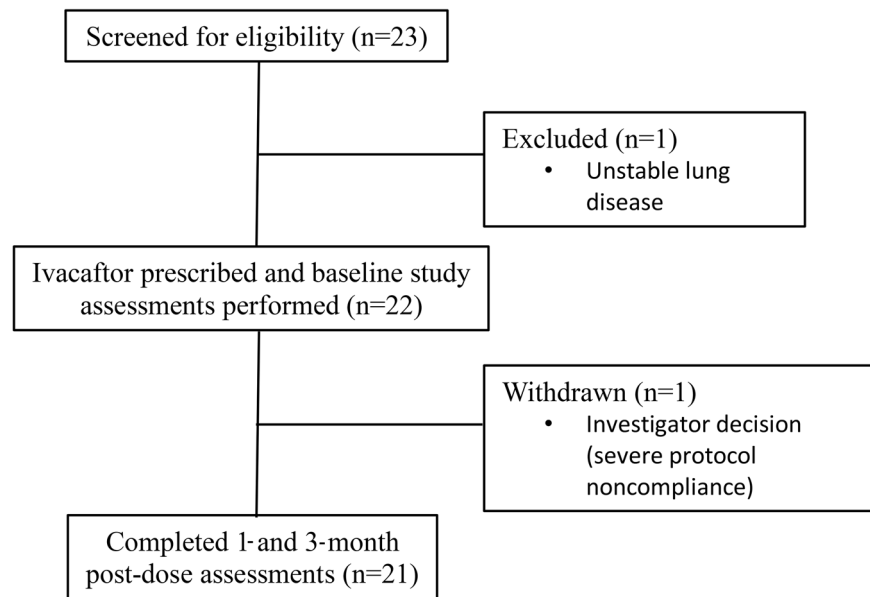 Screened for eligibility (n=23)
Excluded (n=1)
• Unstable lung
disease
Ivacaftor prescribed and baseline study
assessments performed (n=22)
Withdrawn (n=1)
• Investigator decision
(severe protocol
noncompliance)
Completed 1-and 3-month
post-dose assessments (n=21)